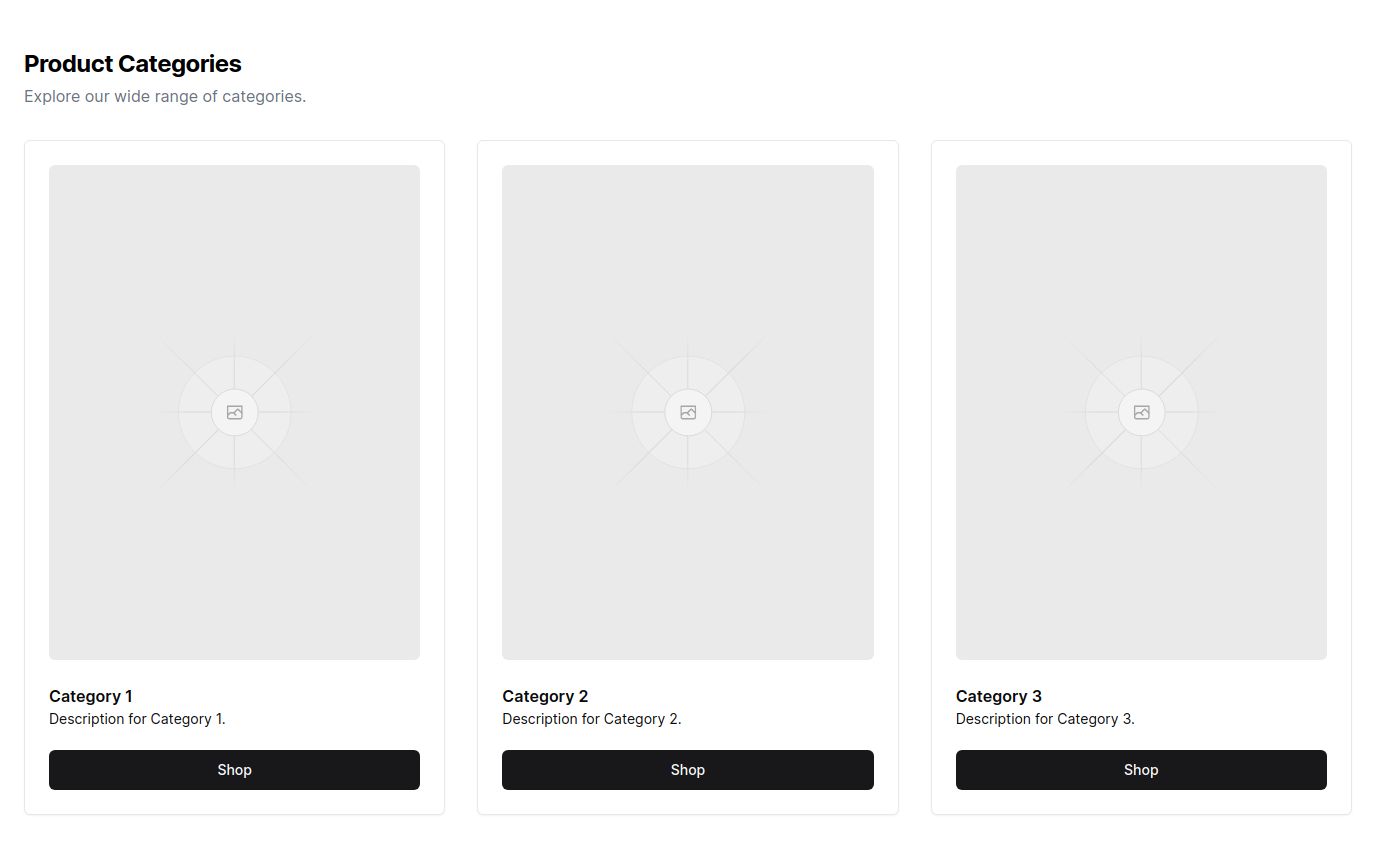 Product Categories
Explore our wide range of categories.
Category 1
Description for Category 1.
Shop
Category 2
Description for Category 2.
Shop
Category 3
Description for Category 3.
Shop